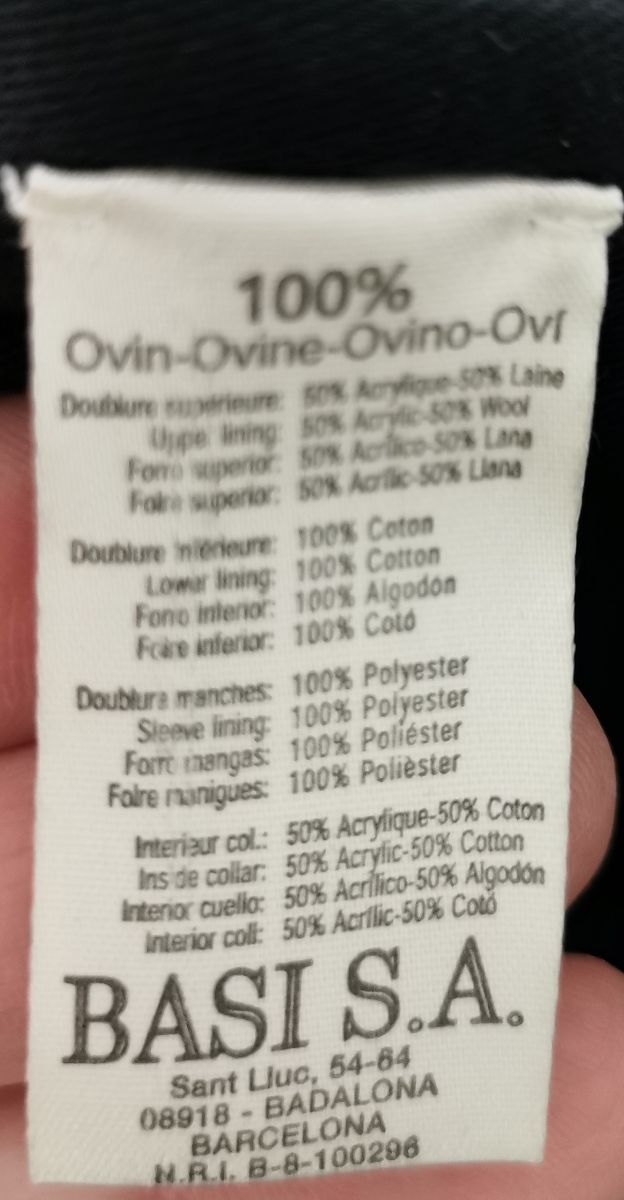 100%
Ovin-Ovine-Ovino-Oví
Doublure supérieure: 50% Acrylique-50% Laine
Upper lining: 50% Acrylic-50% Wool
Forro superior: 50% Acrílico-50% Lana
Folre superior: 50% Acrílic-50% Llana
Doublure intérieure: 100% Coton
Lower lining: 100% Cotton
Forro inferior: 100% Algodón
Folre inferior: 100% Cotó
Doublure manches: 100% Polyester
Sleeve lining: 100% Polyester
Forro mangas: 100% Poliéster
Folre mànigues: 100% Polièster
Interieur col.: 50% Acrylique-50% Coton
Inside collar: 50% Acrylic-50% Cotton
Interior cuello: 50% Acrílico-50% Algodón
Interior coll: 50% Acrílic-50% Cotó
BASI S.A.
Sant Lluc, 54-64
08918 - BADALONA
BARCELONA
N.R.I. B-8-100296